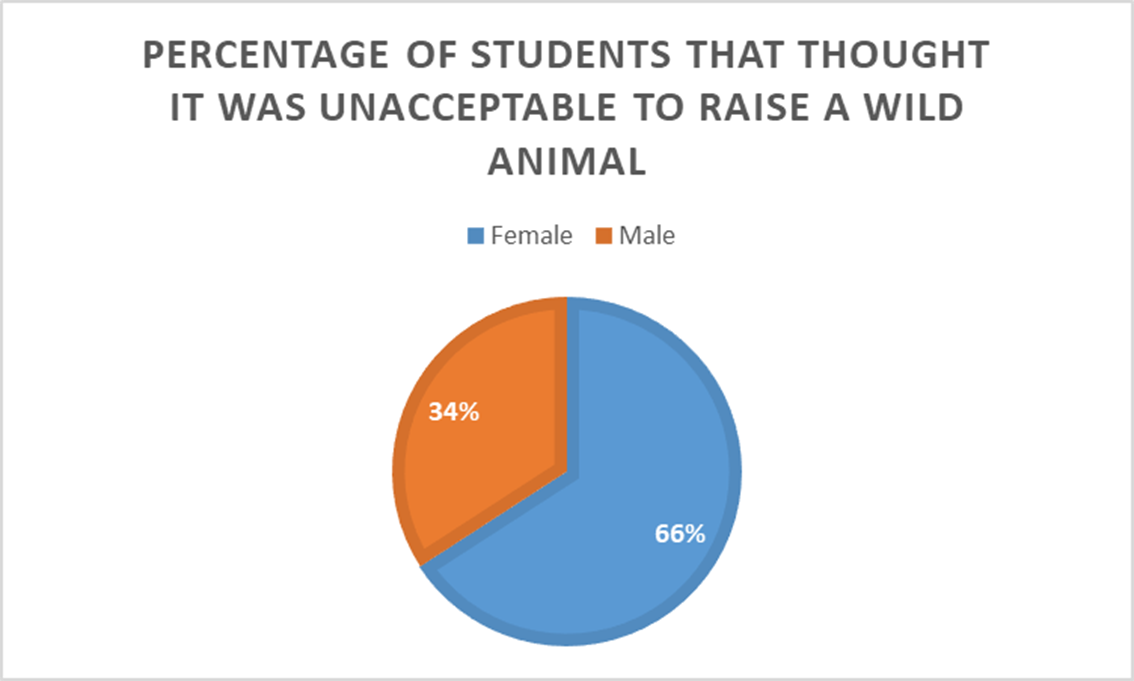 PERCENTAGE OF STUDENTS THAT THOUGHT
IT WAS UNACCEPTABLE TO RAISE A WILD
ANIMAL
Female Male
34%
66%